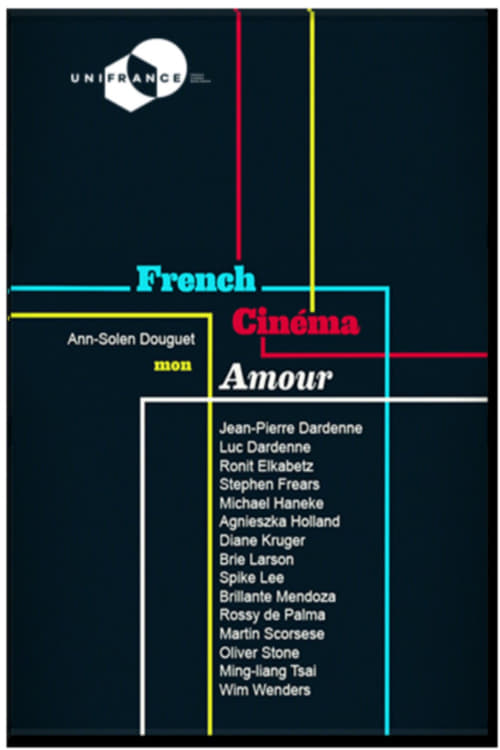 UNIFRANCE
French
Cinéma
Ann-Solen Douguet
mon
Amour
Jean-Pierre Dardenne
Luc Dardenne
Ronit Elkabetz
Stephen Frears
Michael Haneke
Agnieszka Holland
Diane Kruger
Brie Larson
Spike Lee
Brillante Mendoza
Rossy de Palma
Martin Scorsese
Oliver Stone
Ming-liang Tsai
Wim Wenders